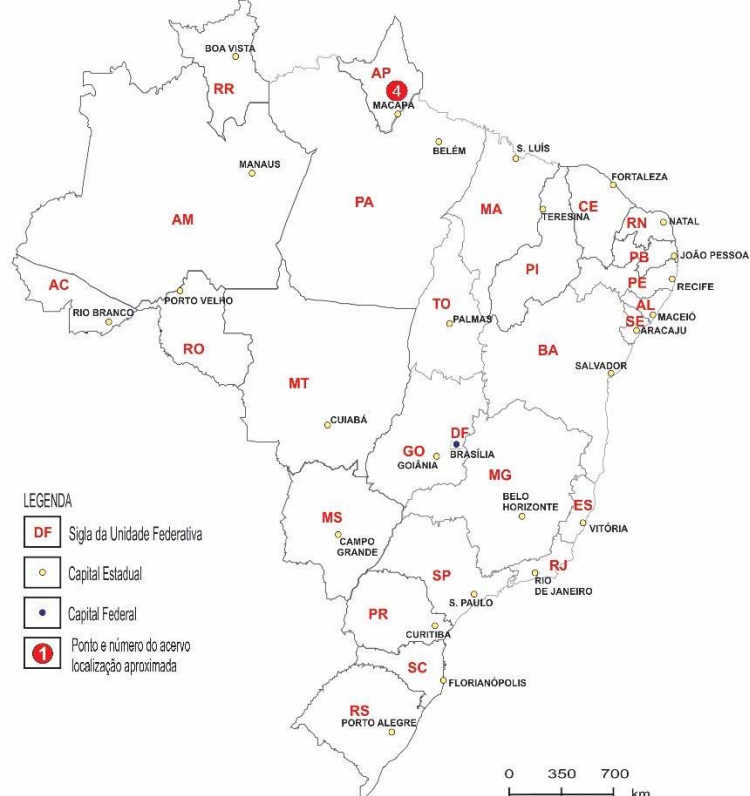 BOA VISTA
RR
AP
4
MACAPÁ
BELÉM
S. LUÍS
MANAUS
FORTALEZA
AM
PA
MA
TERESINA
CE
RN
NATAL
PB
JOÃO PESSOA
PI
PE
RECIFE
AC
PORTO VELHO
RIO BRANCO
TO
PALMAS
AL
MACEIÓ
SE
ARACAJU
RO
BA
SALVADOR
MT
CUIABÁ
DF
BRASÍLIA
GO
GOIÂNIA
MG
BELO
HORIZONTE
ES
VITÓRIA
MS
CAMPO
GRANDE
RJ
RIO
DE JANEIRO
SP
S. PAULO
PR
CURITIBA
SC
FLORIANÓPOLIS
RS
PORTO ALEGRE
LEGENDA
DF Sigla da Unidade Federativa
Capital Estadual
Capital Federal
1 Ponto e número do acervo
localização aproximada
0 350 700
km